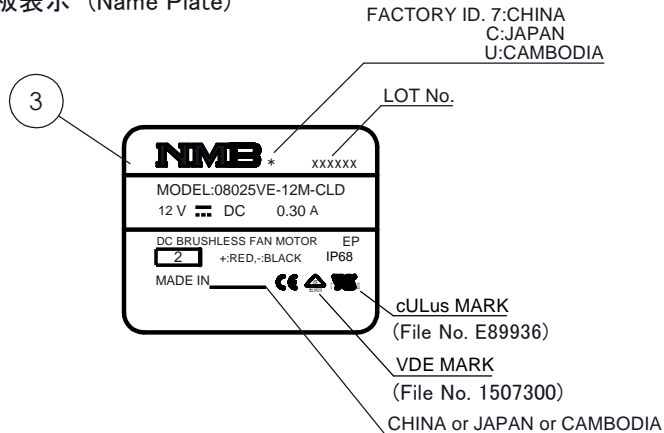 板表示 (Name Plate)
FACTORY ID. 7:CHINA
C:JAPAN
U:CAMBODIA
LOT No.
3
NMB * xxxxxx
MODEL:08025VE-12M-CLD
12 V DC 0.30 A
DC BRUSHLESS FAN MOTOR EP
2 +:RED,-:BLACK IP68
MADE IN
CE
cULus MARK
(File No. E89936)
VDE MARK
(File No. 1507300)
CHINA or JAPAN or CAMBODIA